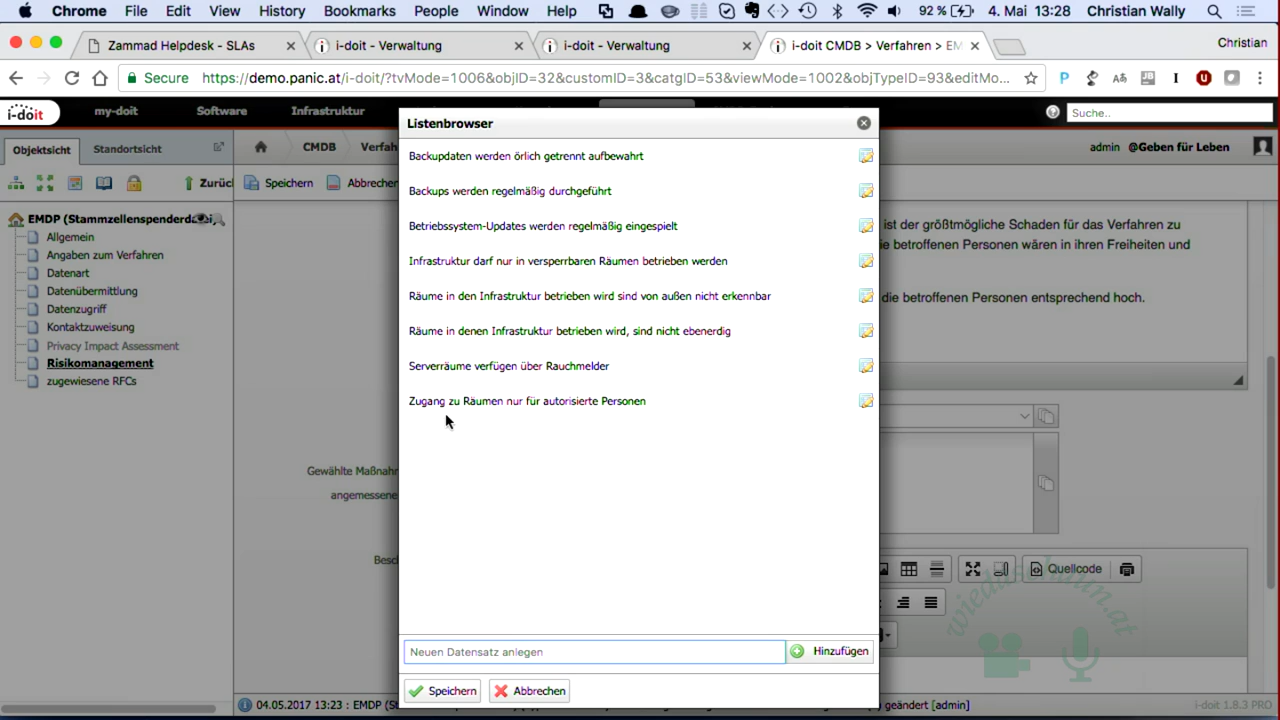 Chrome File Edit View History Bookmarks People Window Help 92 % 4. Mai 13:28 Christian Wally
Zammad Helpdesk - SLAs
i-doit - Verwaltung
i-doit - Verwaltung
i-doit CMDB > Verfahren > EM
Christian
Secure https://demo.panic.at/i-doit/?tvMode=1006&objID=32&customID=3&catgID=53&viewMode=1002&objTypeID=93&editMo...
i-doit
my-doit Software Infrastruktur
Suche..
Objektsicht Standortsicht
CMDB Verfah
admin @Geben für Leben
Zurüc
Speichern Abbrechen
EMDP (Stammzellenspenderd
Allgemein
Angaben zum Verfahren
Datenart
Datenübermittlung
Datenzugriff
Kontaktzuweisung
Privacy Impact Assessment
Risikomanagement
zugewiesene RFCs
Listenbrowser
Backupdaten werden örlich getrennt aufbewahrt
Backups werden regelmäßig durchgeführt
Betriebssystem-Updates werden regelmäßig eingespielt
Infrastruktur darf nur in versperrbaren Räumen betrieben werden
Räume in den Infrastruktur betrieben wird sind von außen nicht erkennbar
Räume in denen Infrastruktur betrieben wird, sind nicht ebenerdig
Serverräume verfügen über Rauchmelder
Zugang zu Räumen nur für autorisierte Personen
ist der größtmögliche Schaden für das Verfahren zu
ie betroffenen Personen wären in ihren Freiheiten und
die betroffenen Personen entsprechend hoch.
Gewählte Maßnahm
angemessene
Besc
Quellcode
wiedaschaun.at
Neuen Datensatz anlegen
Hinzufügen
Speichern Abbrechen
04.05.2017 13:23 : EMDP (St
) geändert [admin]
i-doit 1.8.3 PRO